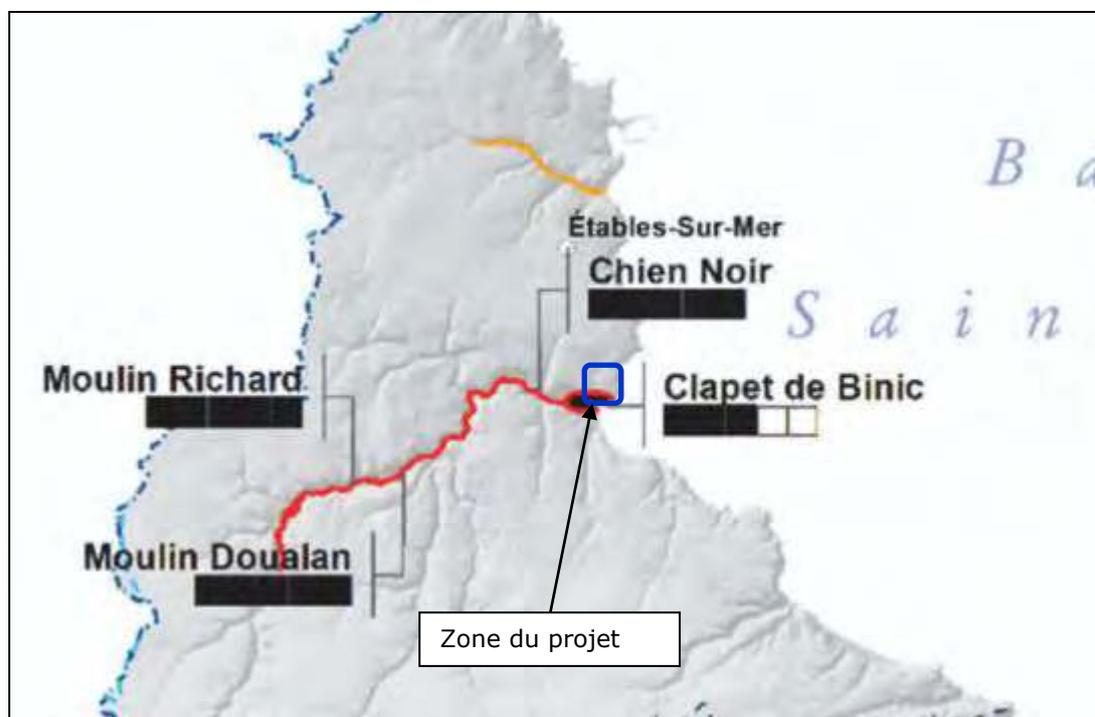 B a
Étables-Sur-Mer
Chien Noir
S a i n
Moulin Richard
Clapet de Binic
Moulin Doualan
Zone du projet